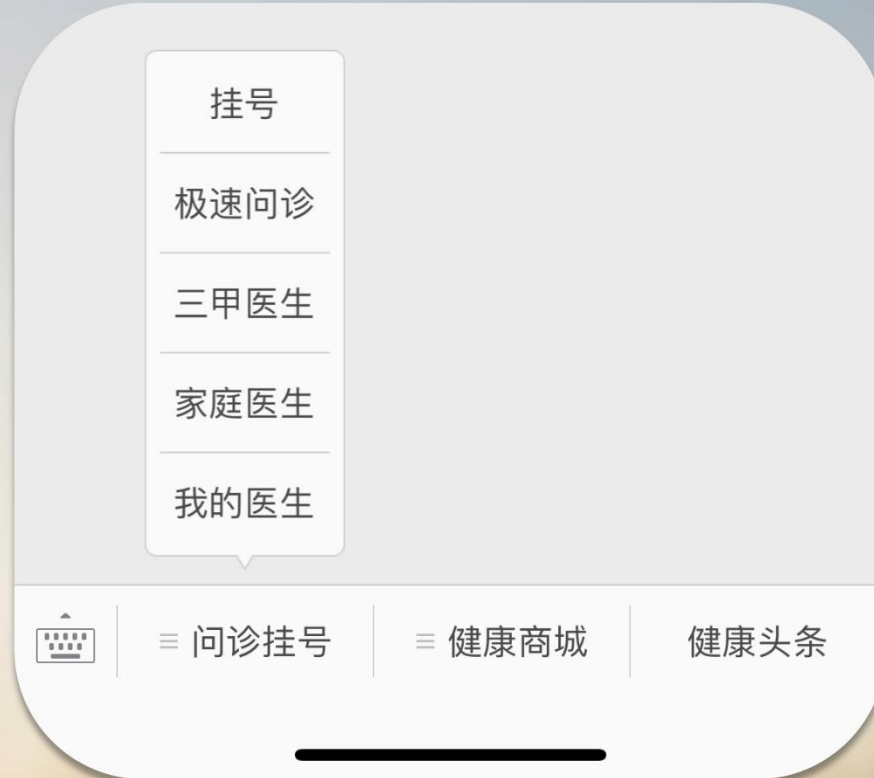 挂号
极速问诊
三甲医生
家庭医生
我的医生
问诊挂号
健康商城
健康头条